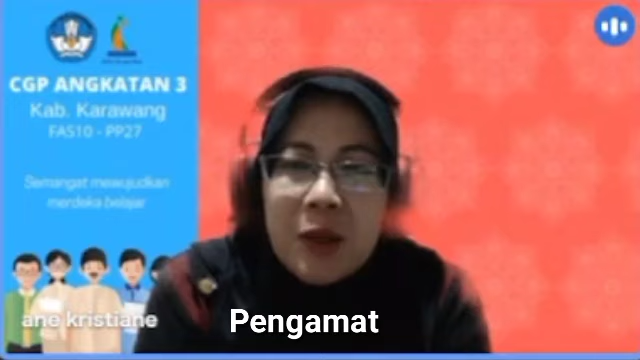 CGP ANGKATAN 3
Kab. Karawang
FAS10 - PP27
Semangat mewujudkan
merdeka belajar
ane kristiane
Pengamat